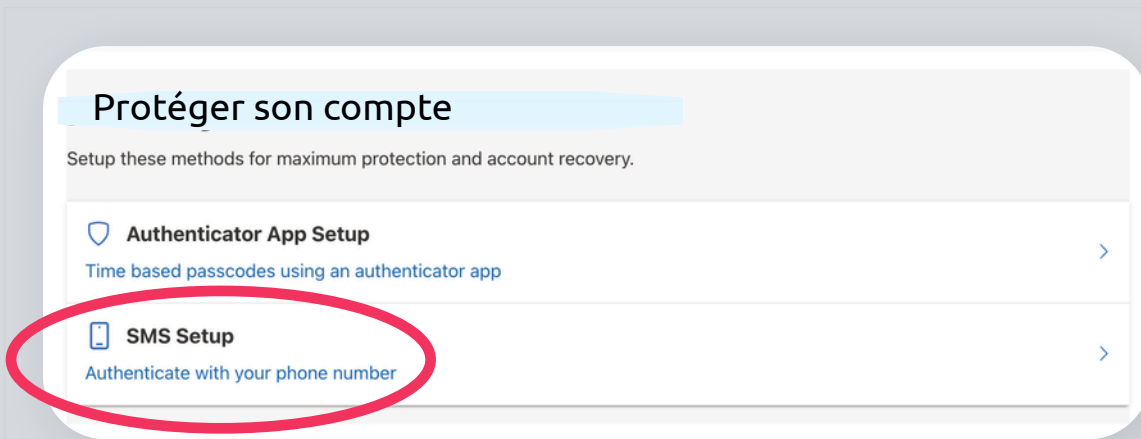 Protéger son compte
Setup these methods for maximum protection and account recovery.
Authenticator App Setup
Time based passcodes using an authenticator app
SMS Setup
Authenticate with your phone number